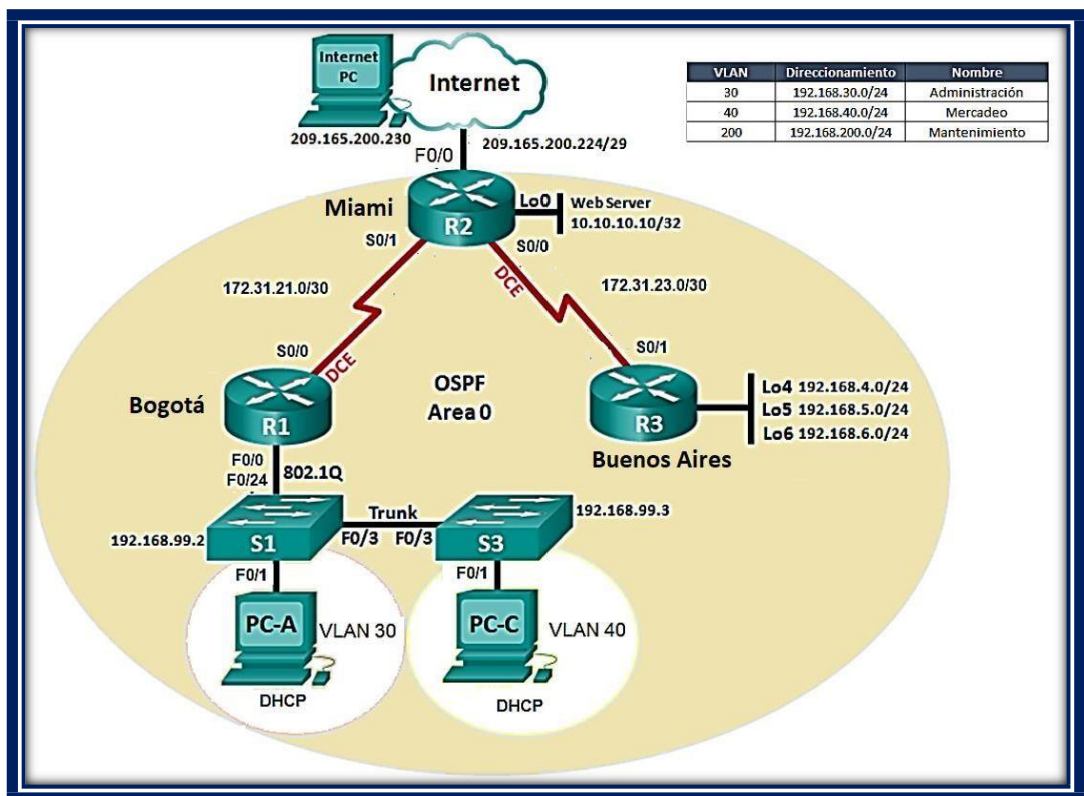 Internet
PC
Internet
209.165.200.230
209.165.200.224/29
F0/0
VLAN Direccionamiento Nombre
30 192.168.30.0/24 Administración
40 192.168.40.0/24 Mercadeo
200 192.168.200.0/24 Mantenimiento
Miami
R2
Lo0
Web Server
10.10.10.10/32
S0/1
S0/0
DCE
172.31.21.0/30
172.31.23.0/30
S0/0
DCE
S0/1
Bogotá
R1
OSPF
Area 0
R3
Buenos Aires
Lo4 192.168.4.0/24
Lo5 192.168.5.0/24
Lo6 192.168.6.0/24
F0/0
F0/24
802.1Q
Trunk
192.168.99.2
S1
F0/3 F0/3
S3
192.168.99.3
F0/1
F0/1
PC-A
VLAN 30
PC-C
VLAN 40
DHCP
DHCP